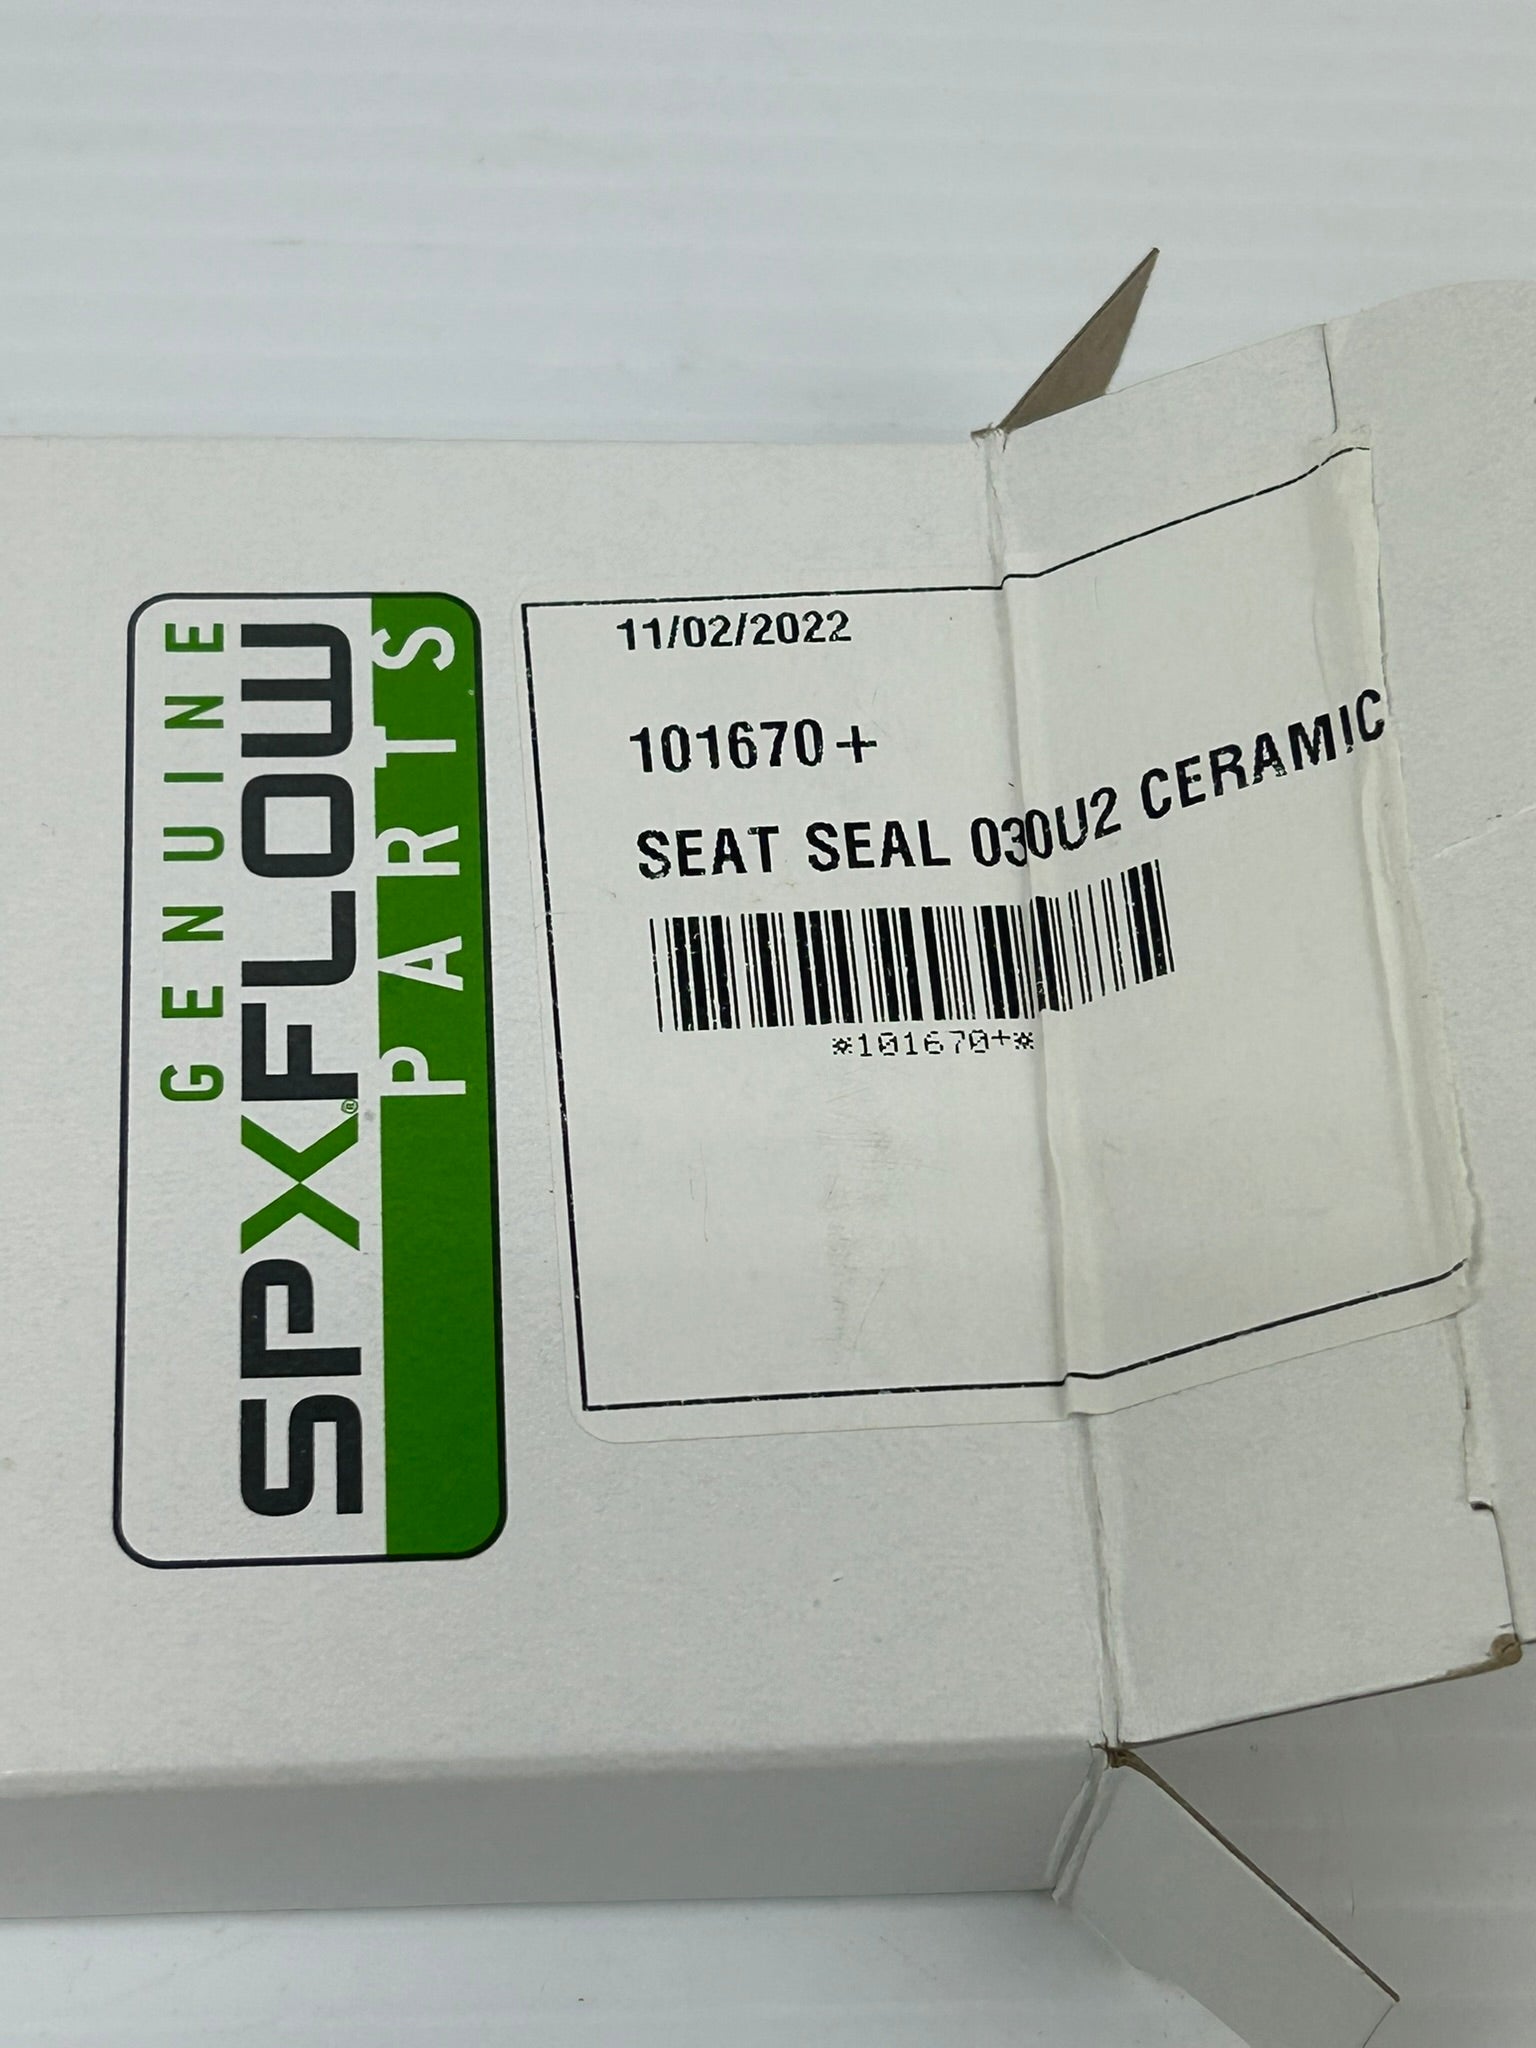 GENUINE
SPXFLOW®
PARTS
11/02/2022
101670+
SEAT SEAL 030U2 CERAMIC
*101670+*